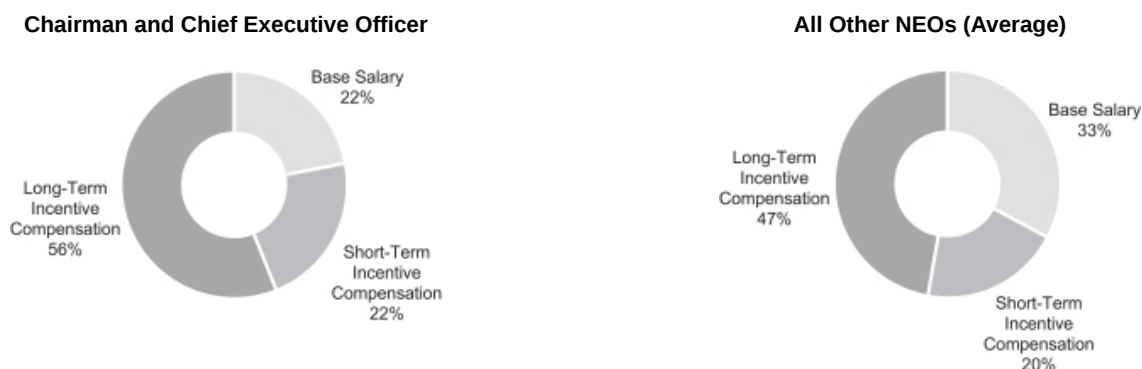 Chairman and Chief Executive Officer
Base Salary
22%
Long-Term
Incentive
Compensation
56%
Short-Term
Incentive
Compensation
22%
All Other NEOs (Average)
Base Salary
33%
Long-Term
Incentive
Compensation
47%
Short-Term
Incentive
Compensation
20%